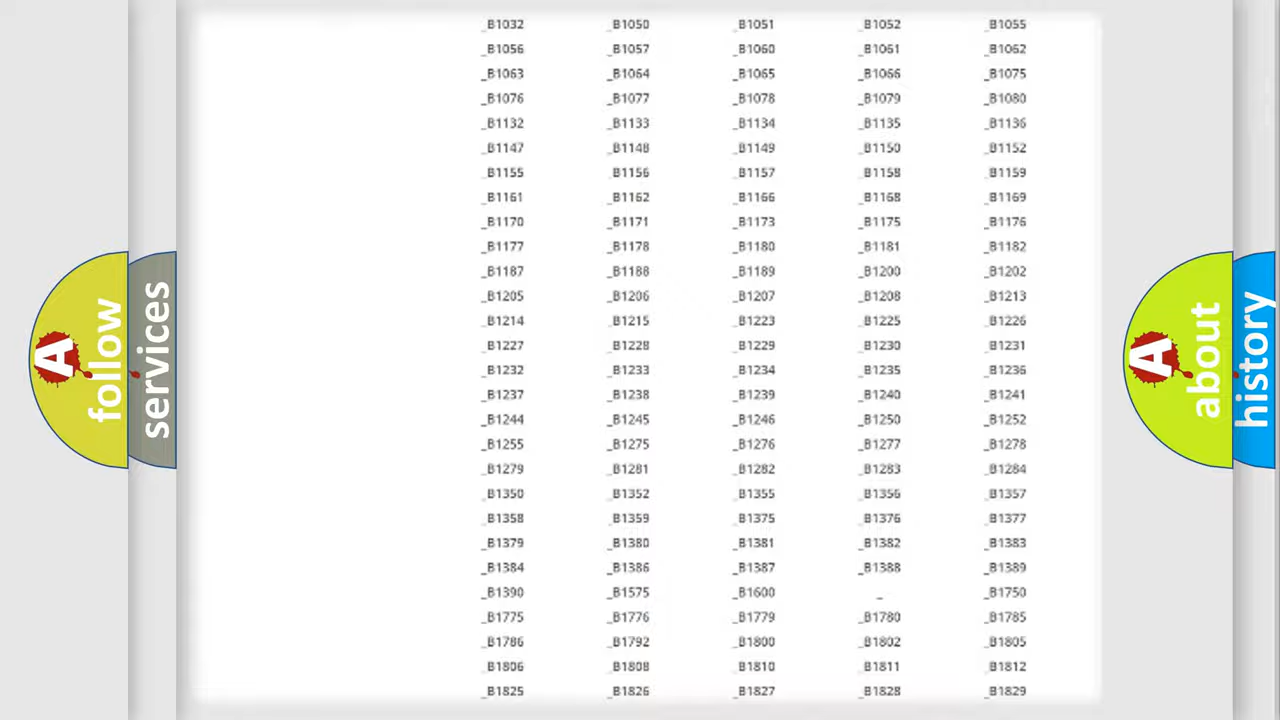 _B1032 _B1050 _B1051 _B1052 _B1055
_B1056 _B1057 _B1060 _B1061 _B1062
_B1063 _B1064 _B1065 _B1066 _B1075
_B1076 _B1077 _B1078 _B1079 _B1080
_B1132 _B1133 _B1134 _B1135 _B1136
_B1147 _B1148 _B1149 _B1150 _B1152
_B1155 _B1156 _B1157 _B1158 _B1159
_B1161 _B1162 _B1166 _B1168 _B1169
_B1170 _B1171 _B1173 _B1175 _B1176
_B1177 _B1178 _B1180 _B1181 _B1182
_B1187 _B1188 _B1189 _B1200 _B1202
_B1205 _B1206 _B1207 _B1208 _B1213
_B1214 _B1215 _B1223 _B1225 _B1226
_B1227 _B1228 _B1229 _B1230 _B1231
_B1232 _B1233 _B1234 _B1235 _B1236
_B1237 _B1238 _B1239 _B1240 _B1241
_B1244 _B1245 _B1246 _B1250 _B1252
_B1255 _B1275 _B1276 _B1277 _B1278
_B1279 _B1281 _B1282 _B1283 _B1284
_B1350 _B1352 _B1355 _B1356 _B1357
_B1358 _B1359 _B1375 _B1376 _B1377
_B1379 _B1380 _B1381 _B1382 _B1383
_B1384 _B1386 _B1387 _B1388 _B1389
_B1390 _B1575 _B1600 _ _B1750
_B1775 _B1776 _B1779 _B1780 _B1785
_B1786 _B1792 _B1800 _B1802 _B1805
_B1806 _B1808 _B1810 _B1811 _B1812
_B1825 _B1826 _B1827 _B1828 _B1829
A follow
services
A about
history